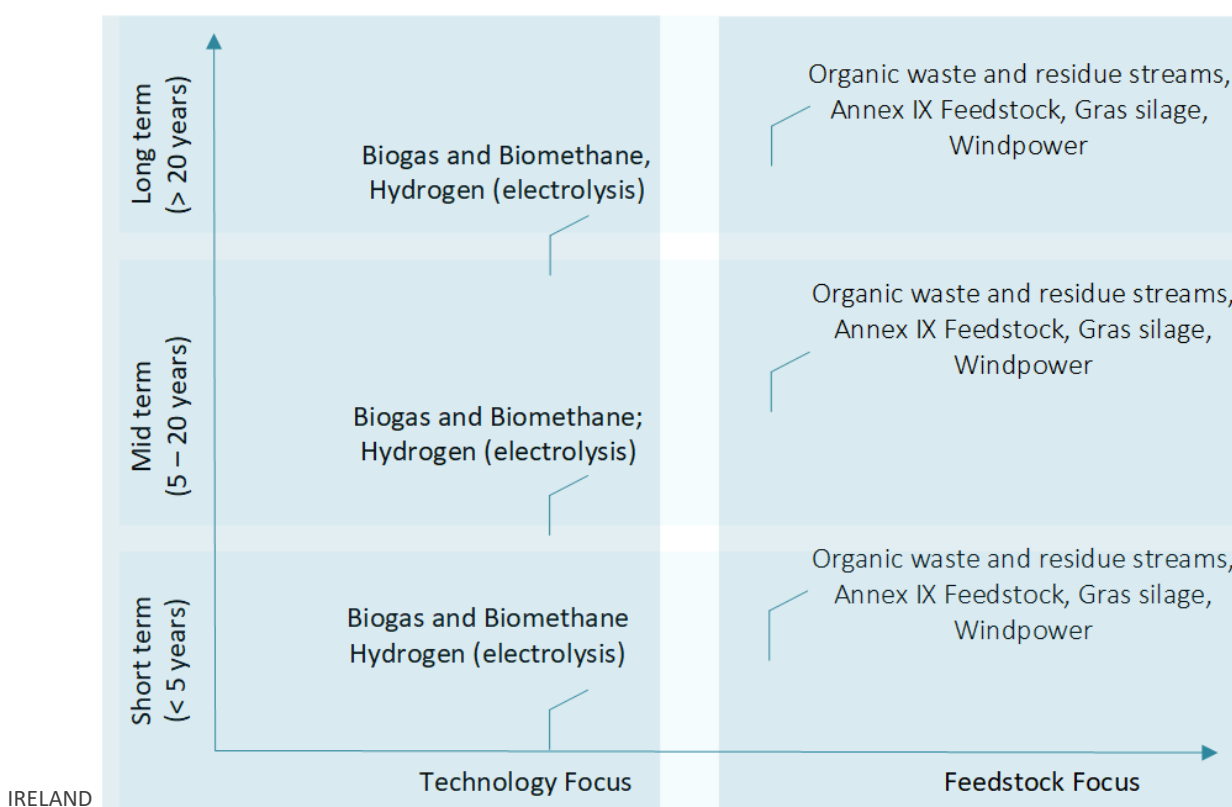 Long term
(> 20 years)
Biogas and Biomethane,
Hydrogen (electrolysis)
Organic waste and residue streams,
Annex IX Feedstock, Gras silage,
Windpower
Mid term
(5 – 20 years)
Biogas and Biomethane;
Hydrogen (electrolysis)
Organic waste and residue streams,
Annex IX Feedstock, Gras silage,
Windpower
Short term
(< 5 years)
Biogas and Biomethane
Hydrogen (electrolysis)
Organic waste and residue streams,
Annex IX Feedstock, Gras silage,
Windpower
Technology Focus
Feedstock Focus
IRELAND